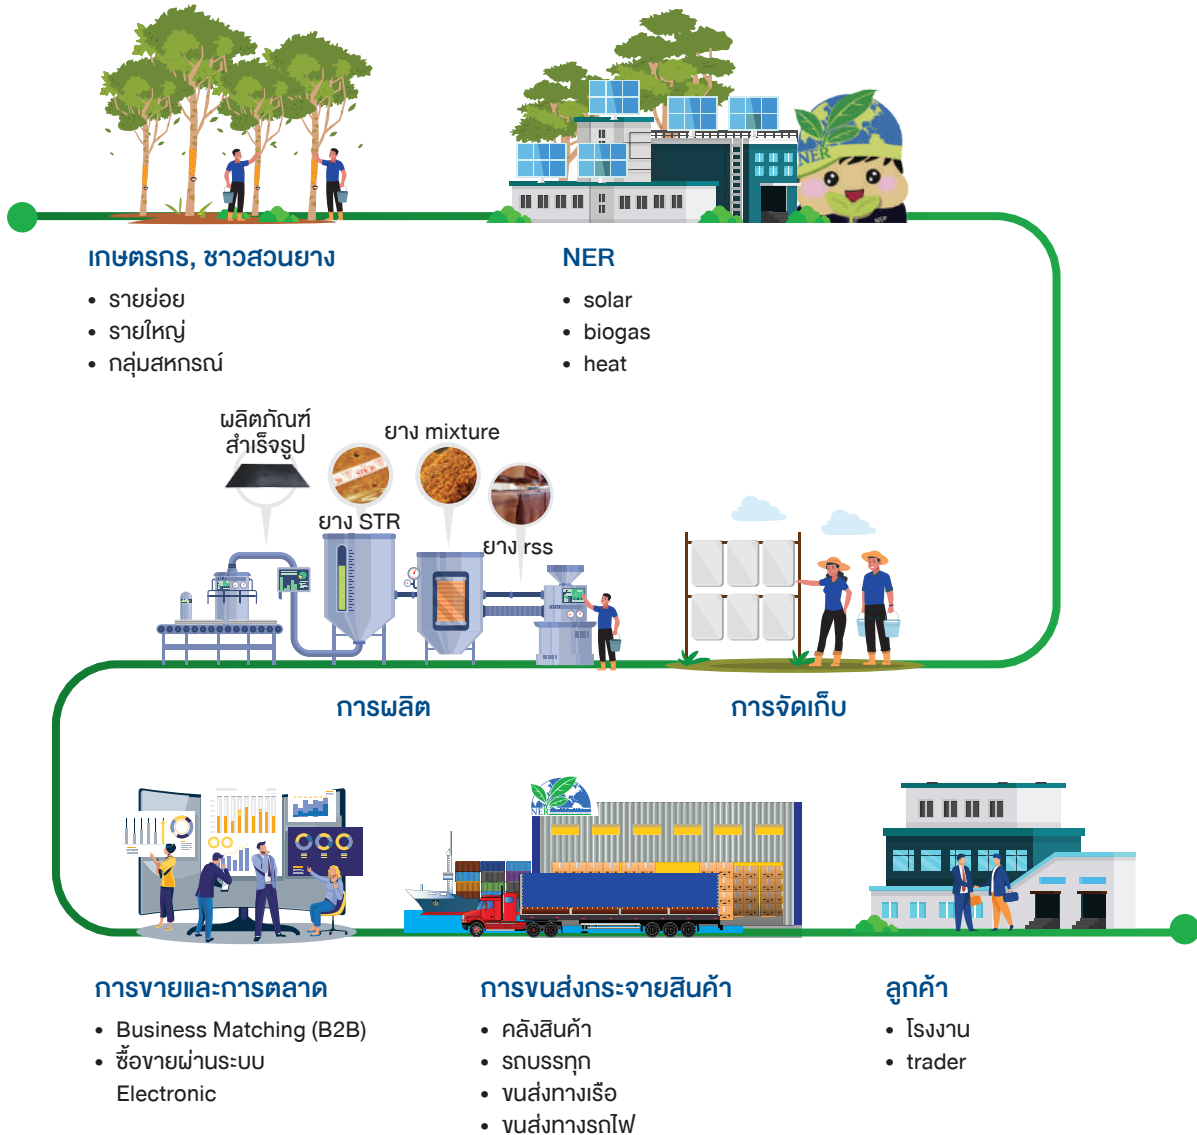 NER
เกษตรกร, ชาวสวนยาง
• รายย่อย
• รายใหญ่
• กลุ่มสหกรณ์
NER
• solar
• biogas
• heat
ผลิตภัณฑ์
สำเร็จรูป
ยาง mixture
ยาง STR
ยาง rss
การผลิต
การจัดเก็บ
NER
การขายและการตลาด
• Business Matching (B2B)
• ซื้อขายผ่านระบบ
Electronic
การขนส่งกระจายสินค้า
• คลังสินค้า
• รถบรรทุก
• ขนส่งทางเรือ
• ขนส่งทางรถไฟ
ลูกค้า
• โรงงาน
• trader